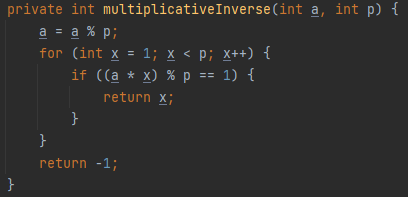 private int multiplicativeInverse(int a, int p) {
    a = a % p;
    for (int x = 1; x < p; x++) {
        if ((a * x) % p == 1) {
            return x;
        }
    }
    return -1;
}